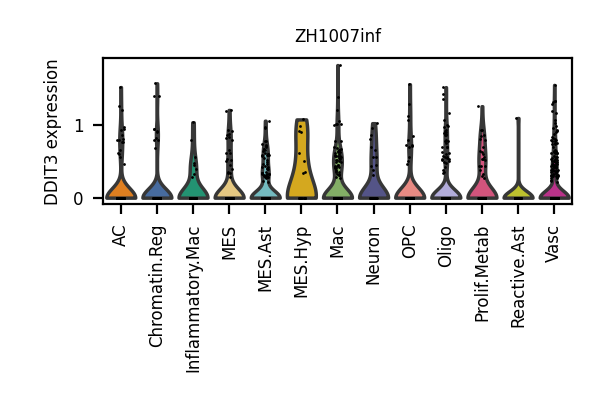 ZH1007inf
DDIT3 expression
1
0
AC
Chromatin.Reg
Inflammatory.Mac
MES
MES.Ast
MES.Hyp
Mac
Neuron
OPC
Oligo
Prolif.Metab
Reactive.Ast
Vasc